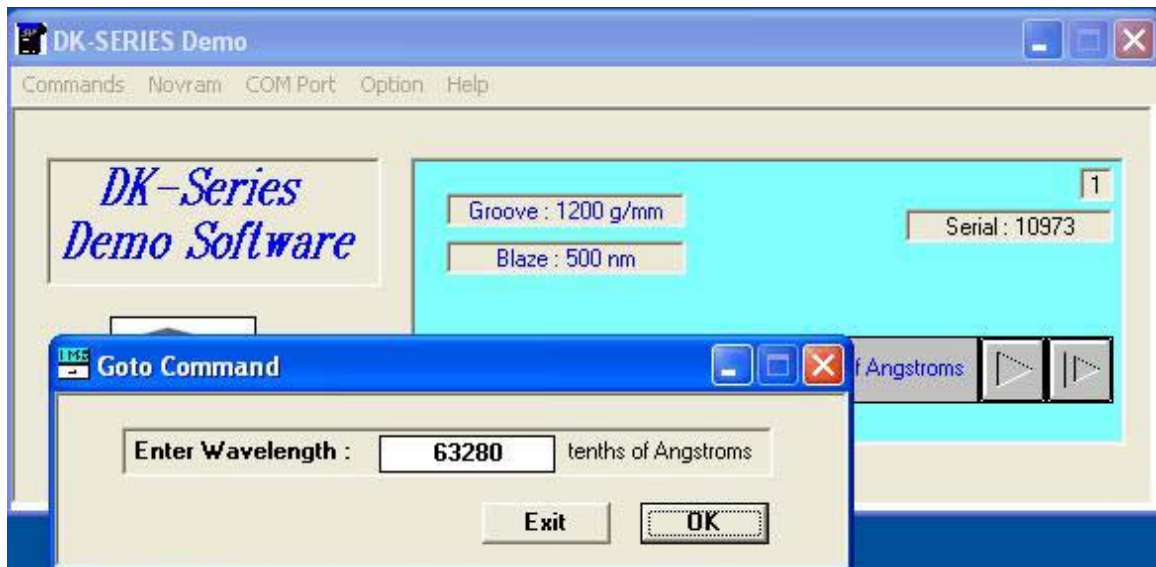 DK-SERIES Demo
Commands Novram COM Port Option Help
DK-Series
Demo Software
Groove : 1200 g/mm
Blaze : 500 nm
1
Serial : 10973
f Angstroms
Goto Command
Enter Wavelength : 63280 tenths of Angstroms
Exit OK